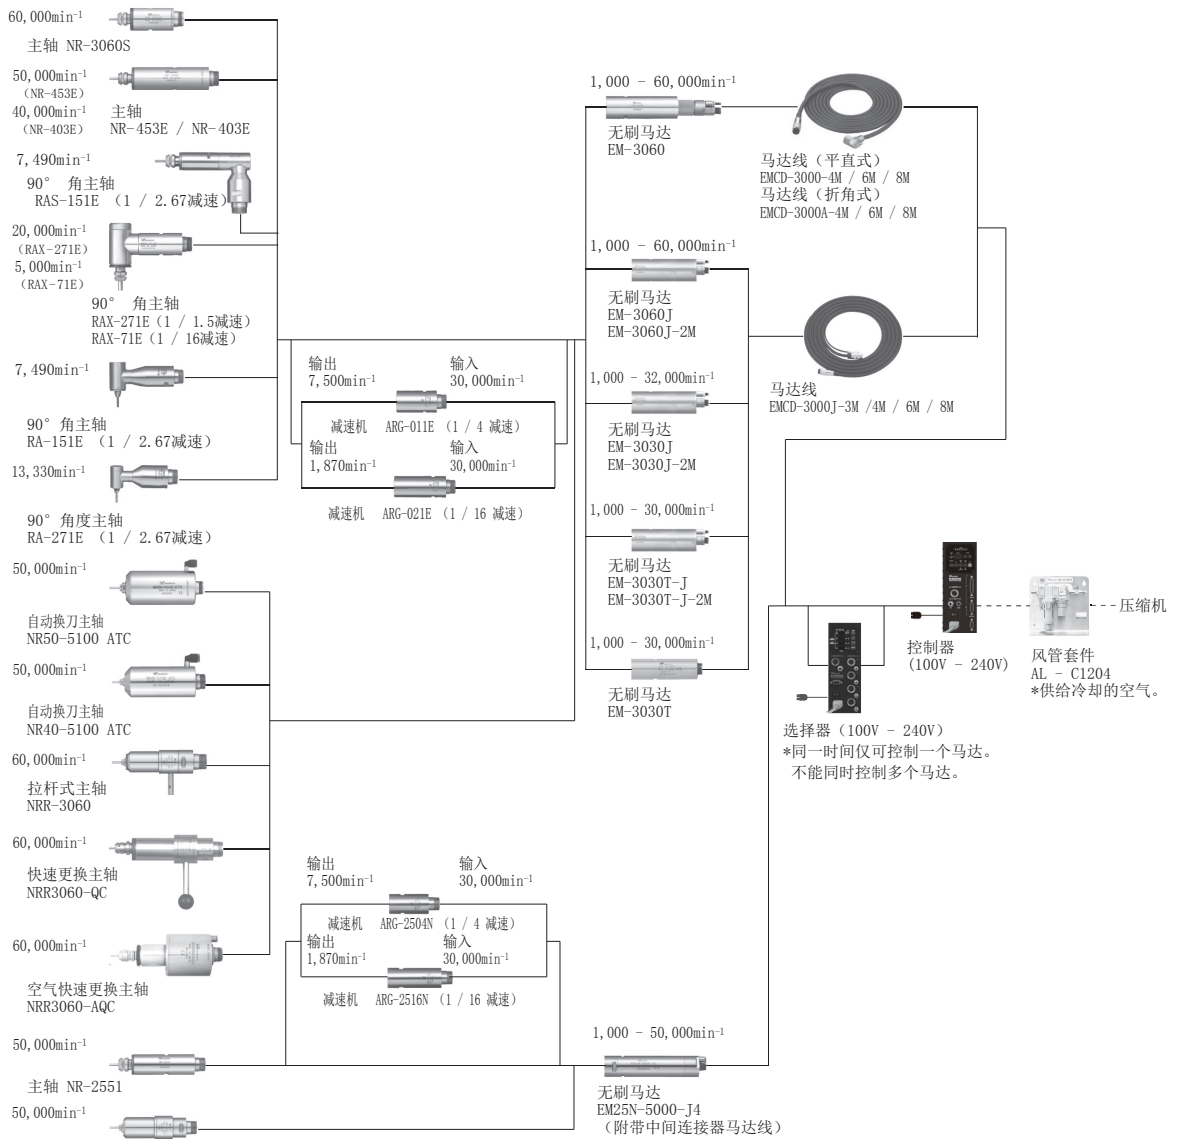 60,000min⁻¹
主轴 NR-3060S
50,000min⁻¹
（NR-453E）
40,000min⁻¹
（NR-403E）
主轴
NR-453E / NR-403E
7,490min⁻¹
90° 角主轴
RAS-151E （1 / 2.67减速）
20,000min⁻¹
（RAX-271E）
5,000min⁻¹
（RAX-71E）
90° 角主轴
RAX-271E（1 / 1.5减速）
RAX-71E（1 / 16减速）
7,490min⁻¹
90° 角主轴
RA-151E （1 / 2.67减速）
13,330min⁻¹
90° 角度主轴
RA-271E （1 / 2.67减速）
50,000min⁻¹
自动换刀主轴
NR50-5100 ATC
50,000min⁻¹
自动换刀主轴
NR40-5100 ATC
60,000min⁻¹
拉杆式主轴
NRR-3060
60,000min⁻¹
快速更换主轴
NRR3060-QC
60,000min⁻¹
空气快速更换主轴
NRR3060-AQC
50,000min⁻¹
主轴 NR-2551
50,000min⁻¹
输出 输入
7,500min⁻¹ 30,000min⁻¹
减速机 ARG-011E （1 / 4 减速）
输出 输入
1,870min⁻¹ 30,000min⁻¹
减速机 ARG-021E （1 / 16 减速）
输出 输入
7,500min⁻¹ 30,000min⁻¹
减速机 ARG-2504N （1 / 4 减速）
输出 输入
1,870min⁻¹ 30,000min⁻¹
减速机 ARG-2516N （1 / 16 减速）
1,000 - 60,000min⁻¹
无刷马达
EM-3060
1,000 - 60,000min⁻¹
无刷马达
EM-3060J
EM-3060J-2M
1,000 - 32,000min⁻¹
无刷马达
EM-3030J
EM-3030J-2M
1,000 - 30,000min⁻¹
无刷马达
EM-3030T-J
EM-3030T-J-2M
1,000 - 30,000min⁻¹
无刷马达
EM-3030T
1,000 - 50,000min⁻¹
无刷马达
EM25N-5000-J4
（附带中间连接器马达线）
马达线（平直式）
EMCD-3000-4M / 6M / 8M
马达线（折角式）
EMCD-3000A-4M / 6M / 8M
马达线
EMCD-3000J-3M /4M / 6M / 8M
选择器（100V - 240V）
*同一时间仅可控制一个马达。
不能同时控制多个马达。
控制器
(100V - 240V)
风管套件
AL - C1204
*供给冷却的空气。
压缩机